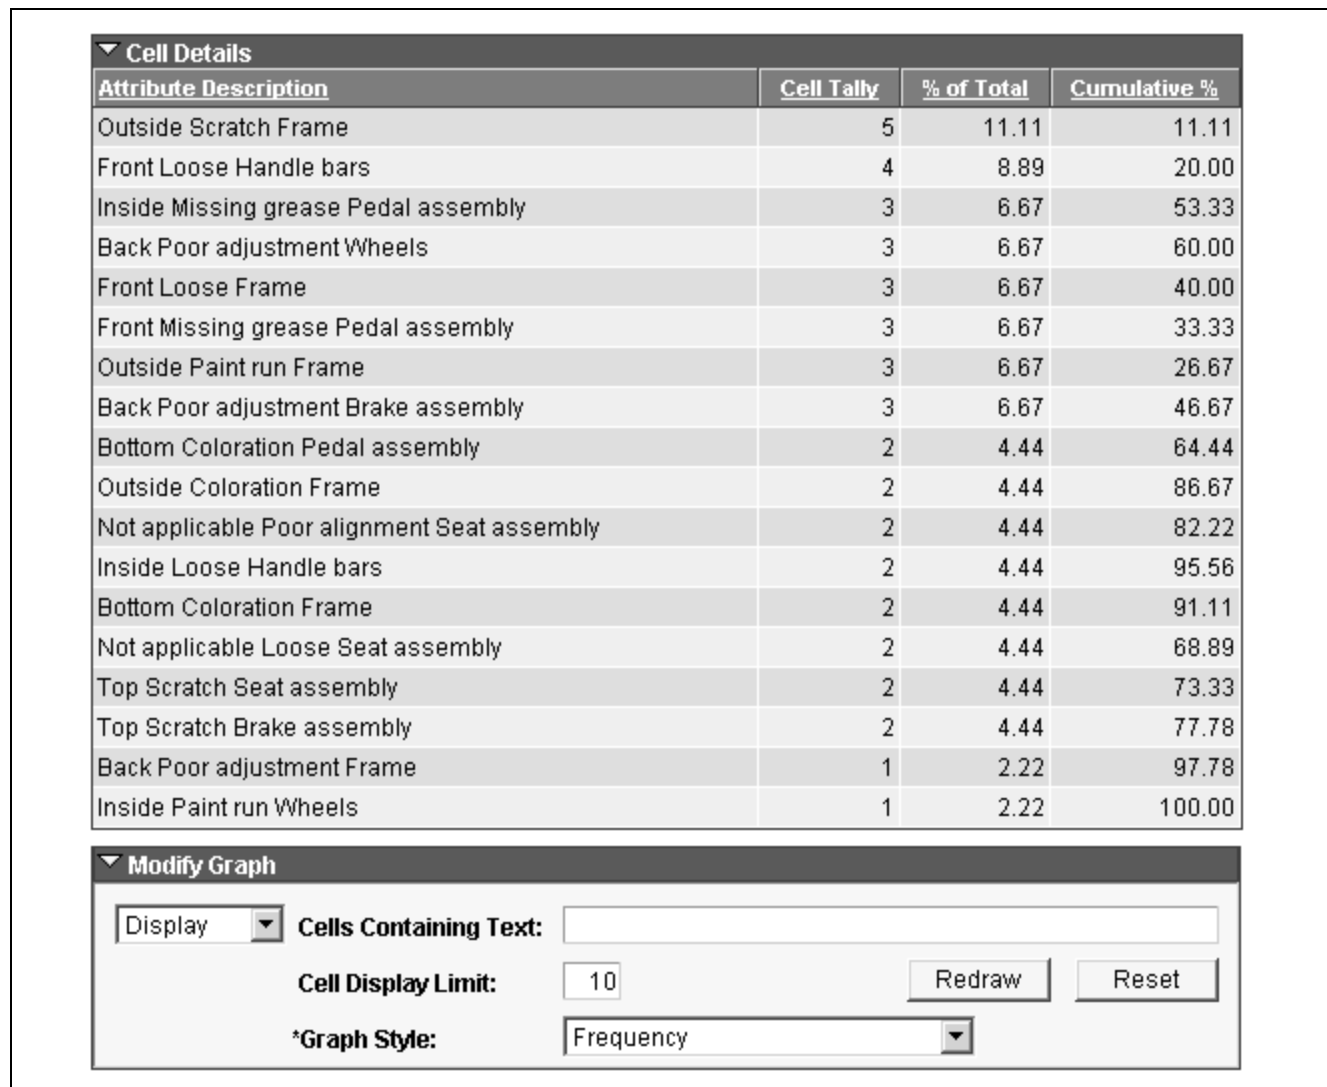 Cell Details
Attribute Description Cell Tally % of Total Cumulative %
Outside Scratch Frame 5 11.11 11.11
Front Loose Handle bars 4 8.89 20.00
Inside Missing grease Pedal assembly 3 6.67 53.33
Back Poor adjustment Wheels 3 6.67 60.00
Front Loose Frame 3 6.67 40.00
Front Missing grease Pedal assembly 3 6.67 33.33
Outside Paint run Frame 3 6.67 26.67
Back Poor adjustment Brake assembly 3 6.67 46.67
Bottom Coloration Pedal assembly 2 4.44 64.44
Outside Coloration Frame 2 4.44 86.67
Not applicable Poor alignment Seat assembly 2 4.44 82.22
Inside Loose Handle bars 2 4.44 95.56
Bottom Coloration Frame 2 4.44 91.11
Not applicable Loose Seat assembly 2 4.44 68.89
Top Scratch Seat assembly 2 4.44 73.33
Top Scratch Brake assembly 2 4.44 77.78
Back Poor adjustment Frame 1 2.22 97.78
Inside Paint run Wheels 1 2.22 100.00
Modify Graph
Display Cells Containing Text:
Cell Display Limit: 10 Redraw Reset
*Graph Style: Frequency